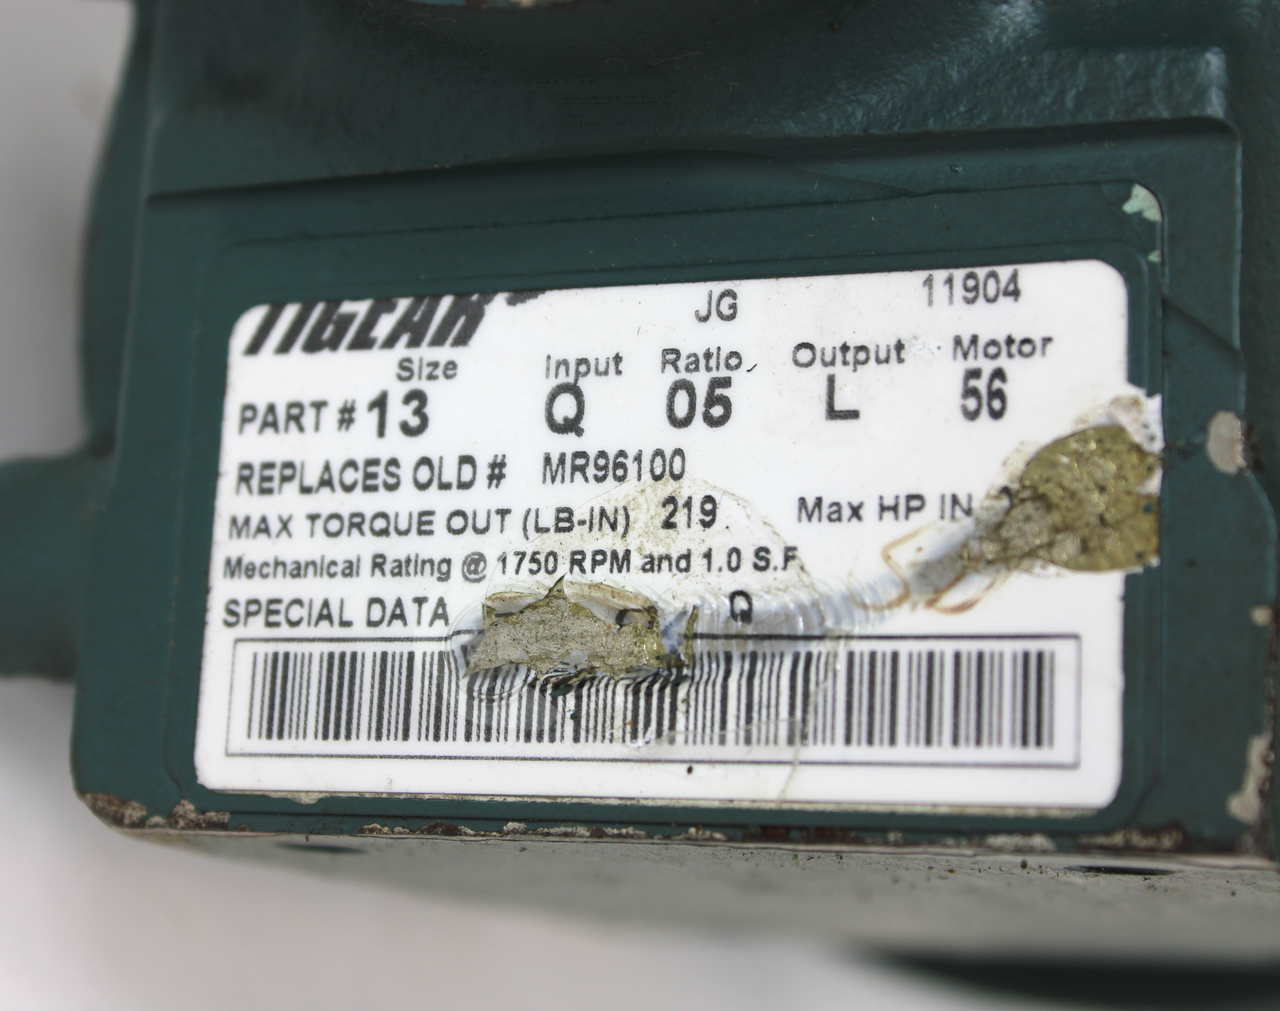 TIGEAR
JG 11904
Size Input Ratio Output Motor
PART # 13 Q 05 L 56
REPLACES OLD # MR96100
MAX TORQUE OUT (LB-IN) 219 Max HP IN
Mechanical Rating @ 1750 RPM and 1.0 S.F
SPECIAL DATA Q